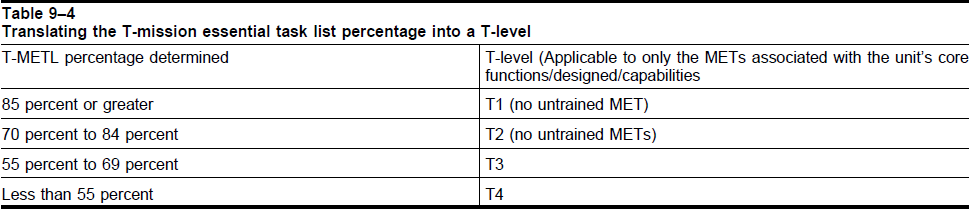 Table 9–4
Translating the T-mission essential task list percentage into a T-level
T-METL percentage determined
T-level (Applicable to only the METs associated with the unit's core
functions/designed/capabilities
85 percent or greater
T1 (no untrained MET)
70 percent to 84 percent
T2 (no untrained METs)
55 percent to 69 percent
T3
Less than 55 percent
T4